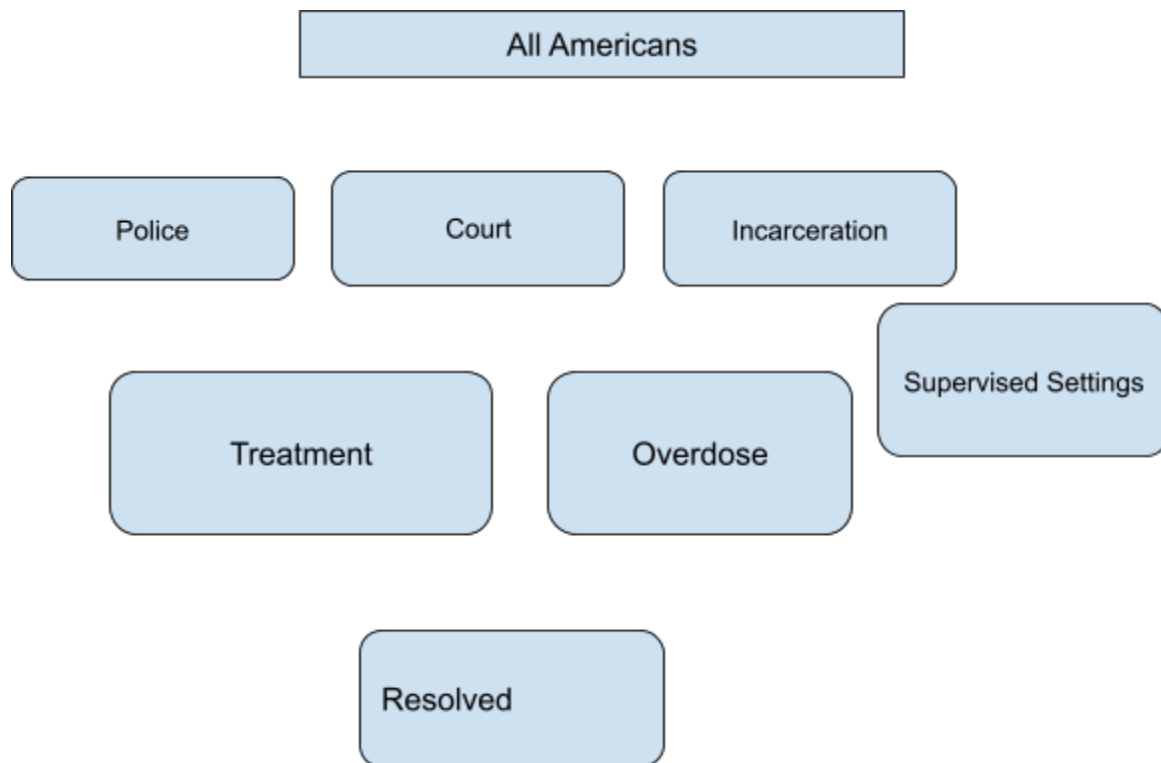 All Americans
Police
Court
Incarceration
Supervised Settings
Treatment
Overdose
Resolved